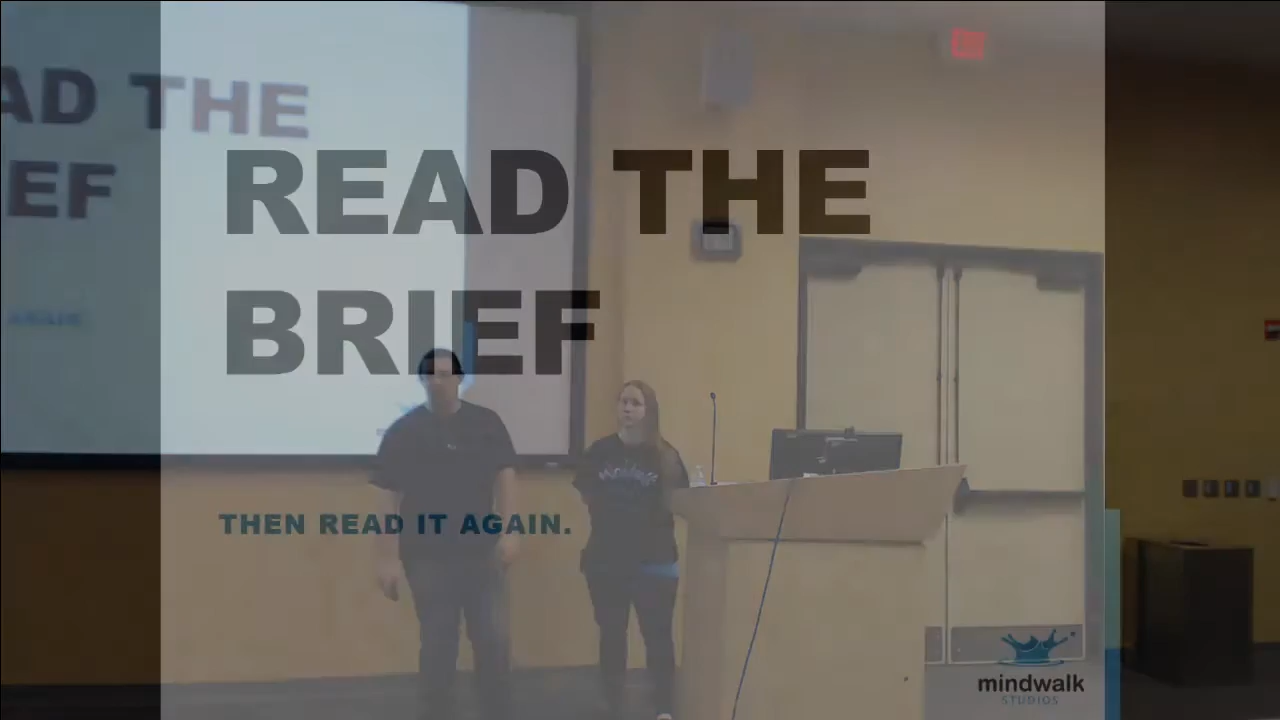 AD THE
EF
READ THE
BRIEF
THEN READ IT AGAIN.
mindwalk
STUDIOS